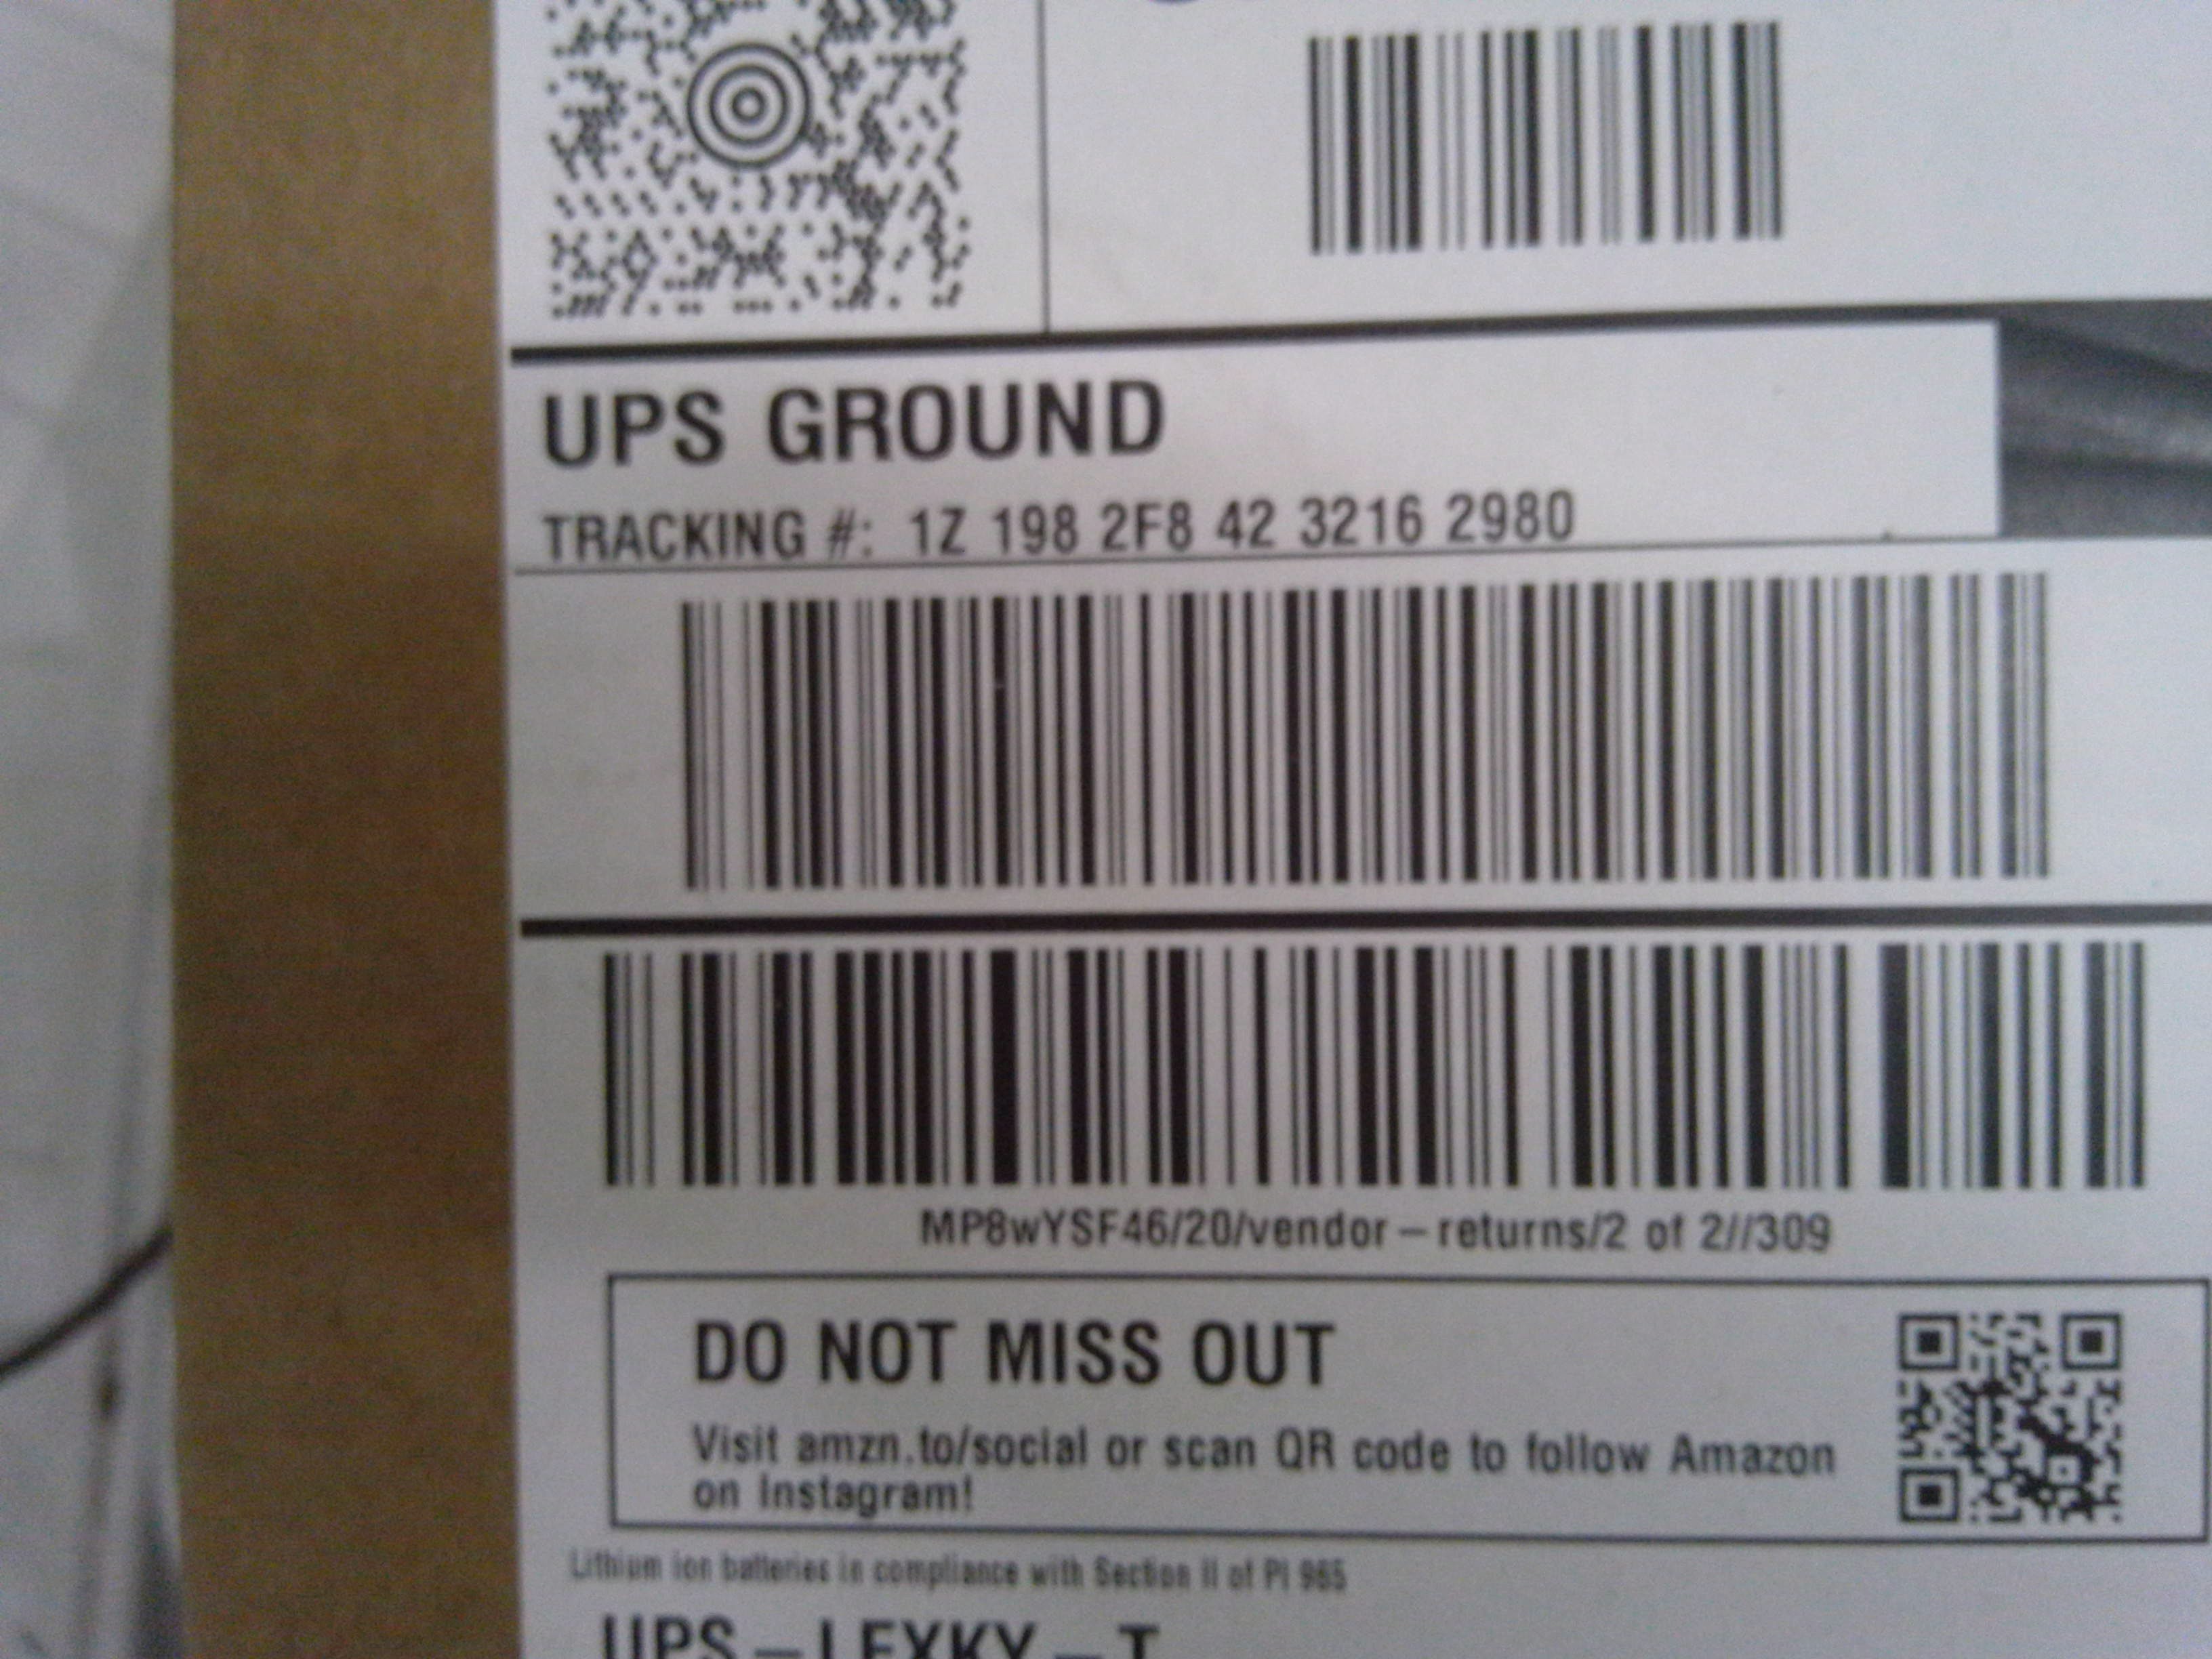 UPS GROUND
TRACKING #: 1Z 198 2F8 42 3216 2980
MP8wYSF46/20/vendor–returns/2 of 2//309
DO NOT MISS OUT
Visit amzn.to/social or scan QR code to follow Amazon
on Instagram!
Lithium ion batteries in compliance with Section II of PI 965
UPS–LEXKY–T